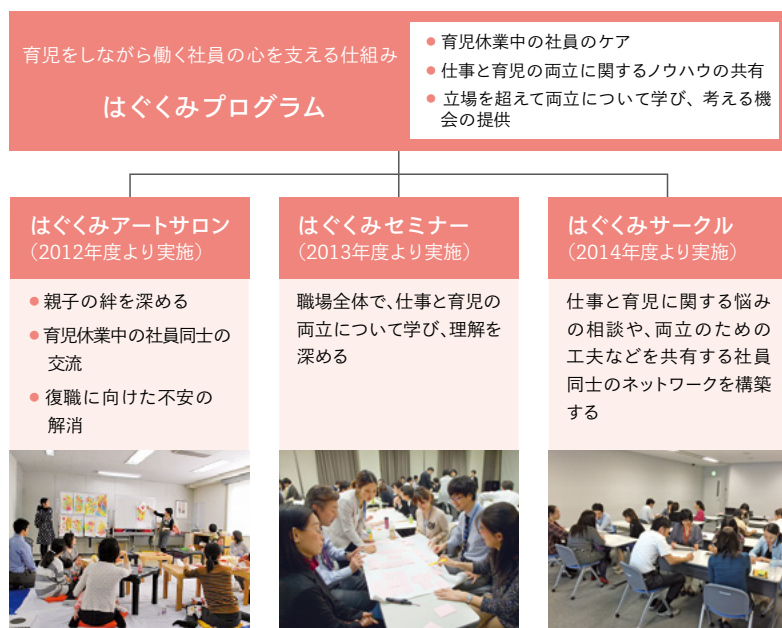 育児をしながら働く社員の心を支える仕組み
はぐくみプログラム
● 育児休業中の社員のケア
● 仕事と育児の両立に関するノウハウの共有
● 立場を超えて両立について学び、考える機
会の提供
はぐくみアートサロン
（2012年度より実施）
● 親子の絆を深める
● 育児休業中の社員同士の
交流
● 復職に向けた不安の
解消
はぐくみセミナー
（2013年度より実施）
職場全体で、仕事と育児の
両立について学び、理解を
深める
はぐくみサークル
（2014年度より実施）
仕事と育児に関する悩み
の相談や、両立のための
工夫などを共有する社員
同士のネットワークを構築
する